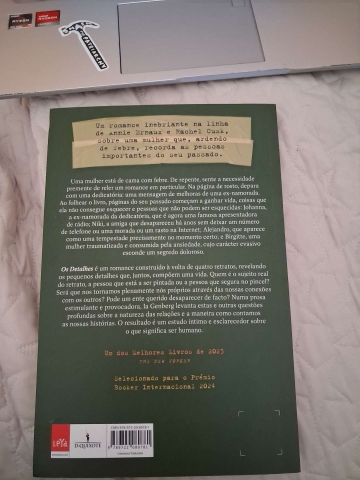 Um romance inebriante na linha
de Annie Ernaux e Rachel Cusk,
sobre uma mulher que, ardendo
de febre, recorda as pessoas
importantes do seu passado.
Uma mulher está de cama com febre. De repente, sente a necessidade
premente de reler um romance em particular. Na página de rosto, depara
com uma dedicatória: uma mensagem de melhoras de uma ex-namorada.
Ao folhear o livro, páginas do seu passado começam a ganhar vida, coisas que
ela não consegue esquecer e pessoas que não podem ser esquecidas: Johanna,
a ex-namorada da dedicatória, que é agora uma famosa apresentadora
de rádio; Niki, a amiga que desapareceu há anos sem deixar um número
de telefone ou uma morada ou um rasto na Internet; Alejandro, que aparece
como uma tempestade precisamente no momento certo; e Birgitte, uma
mulher traumatizada e consumida pela ansiedade, cujo carácter evasivo
esconde um segredo doloroso.
Os Detalhes é um romance construído à volta de quatro retratos, revelando
os pequenos detalhes que, juntos, compõem uma vida. Quem é o sujeito real
do retrato, a pessoa que está a ser pintada ou a pessoa que segura no pincel?
Será que nos tornamos plenamente nós próprios através das nossas conexões
com os outros? Pode um ente querido desaparecer de facto? Numa prosa
estimulante e provocadora, Ia Genberg levanta estas e outras questões
profundas sobre a natureza das relações e a maneira como contamos
as nossas histórias. O resultado é um estudo íntimo e esclarecedor sobre
o que significa ser humano.
Um dos Melhores Livros de 2023
Selecionado para o Prémio
Booker Internacional 2024
D.QUIXOTE